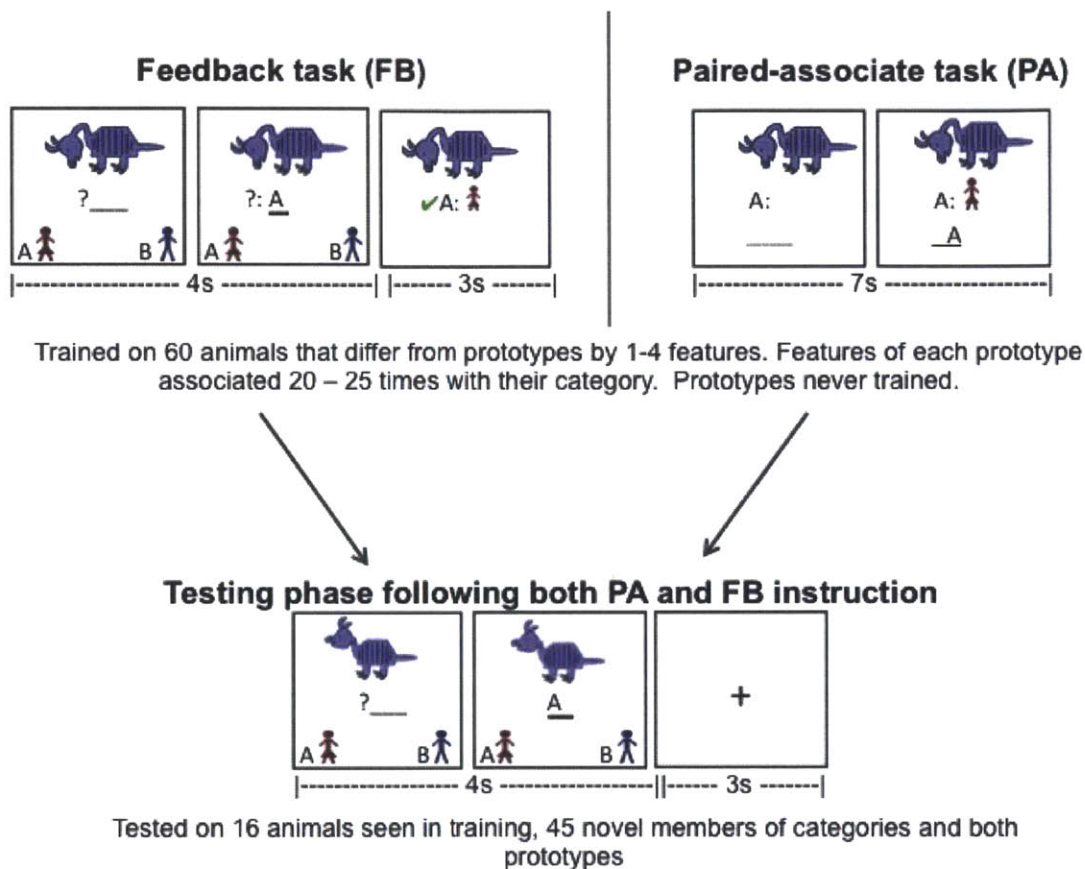 Feedback task (FB)
Paired-associate task (PA)
?___
A B
?: A
A B
✔A:
A:
____
A:
A
|--------------------- 4s ----------------| |------- 3s -------|
|---------------- 7s -----------------|
Trained on 60 animals that differ from prototypes by 1-4 features. Features of each prototype
associated 20 – 25 times with their category. Prototypes never trained.
Testing phase following both PA and FB instruction
?___
A B
A
A B
+
|----------------- 4s -----------------||------ 3s -------|
Tested on 16 animals seen in training, 45 novel members of categories and both
prototypes